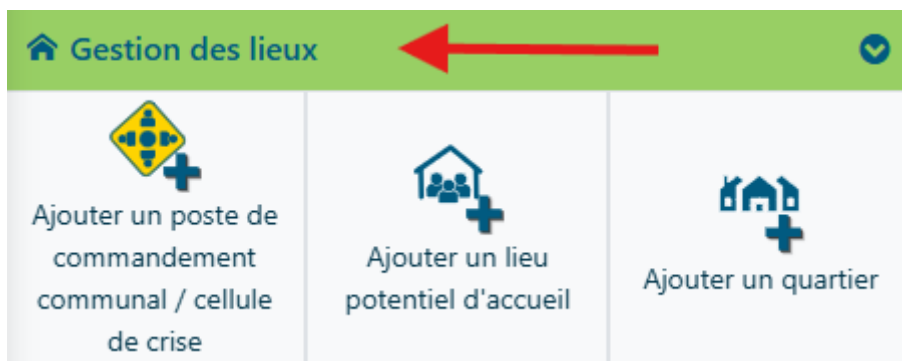 Gestion des lieux
Ajouter un poste de
commandement
communal / cellule
de crise
Ajouter un lieu
potentiel d'accueil
Ajouter un quartier